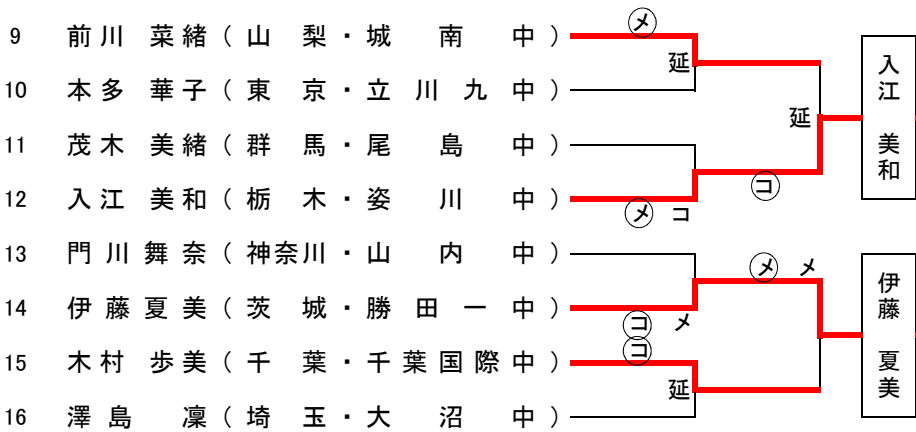 9 前川 菜緒 ( 山 梨 ・ 城 南 中 ) メ
延
10 本多 華子 ( 東 京 ・ 立 川 九 中 )
延
入江 美和
11 茂木 美緒 ( 群 馬 ・ 尾 島 中 )
コ
12 入江 美和 ( 栃 木 ・ 姿 川 中 )
メ コ
13 門川 舞奈 ( 神奈川 ・ 山 内 中 )
メ メ
14 伊藤 夏美 ( 茨 城 ・ 勝 田 一 中 )
コ メ
伊藤 夏美
コ
15 木村 歩美 ( 千 葉 ・ 千 葉 国 際 中 )
延
16 澤島 凜 ( 埼 玉 ・ 大 沼 中 )